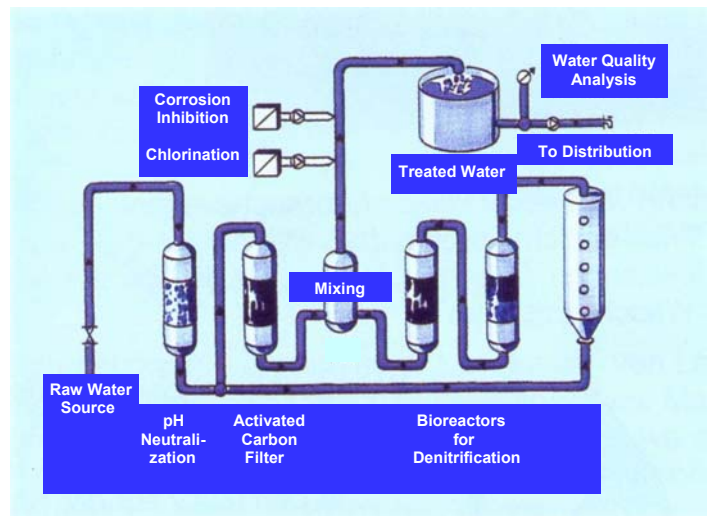 Water Quality
Analysis
Corrosion
Inhibition
Chlorination
To Distribution
Treated Water
Mixing
Raw Water
Source
pH
Neutrali-
zation
Activated
Carbon
Filter
Bioreactors
for
Denitrification